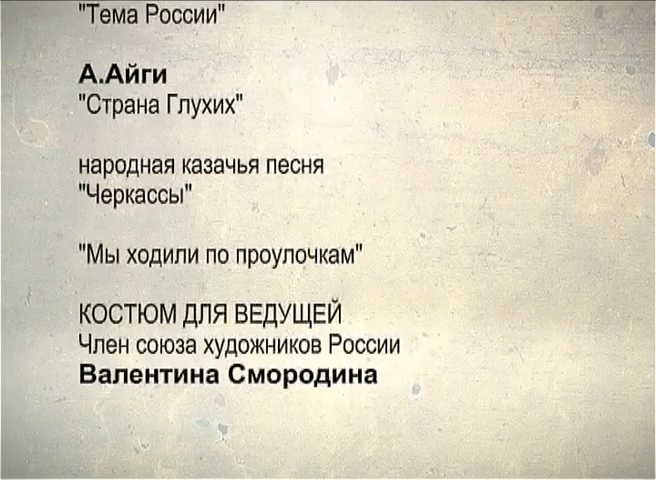 "Тема России"
А.Айги
"Страна Глухих"
народная казачья песня
"Черкассы"
"Мы ходили по проулочкам"
КОСТЮМ ДЛЯ ВЕДУЩЕЙ
Член союза художников России
Валентина Смородина